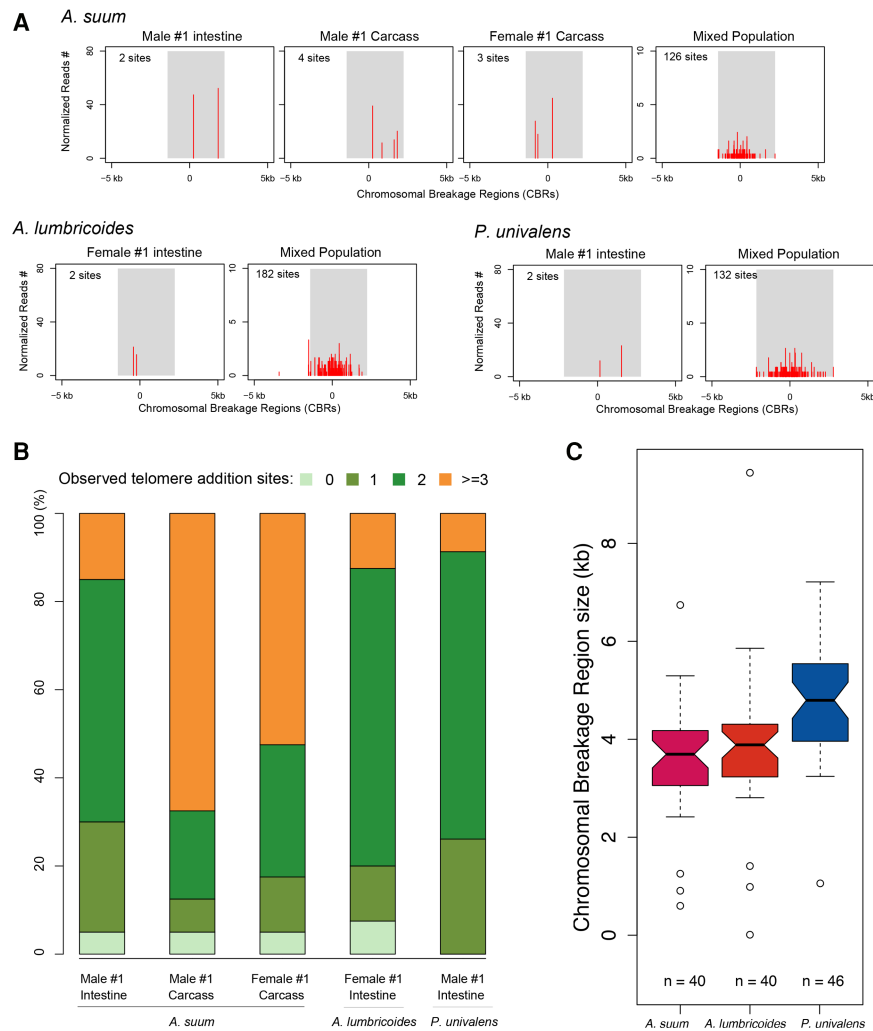 A
A. suum
Male #1 intestine
Male #1 Carcass
Female #1 Carcass
Mixed Population
Normalized Reads #
80
40
0
2 sites
−5 kb
0
5kb
4 sites
−5 kb
0
5kb
3 sites
−5 kb
0
5kb
10
5
0
126 sites
−5 kb
0
5kb
Chromosomal Breakage Regions (CBRs)
A. lumbricoides
Female #1 intestine
Mixed Population
Normalized Reads #
80
40
0
2 sites
−5 kb
0
5kb
10
5
0
182 sites
−5 kb
0
5kb
Chromosomal Breakage Regions (CBRs)
P. univalens
Male #1 intestine
Mixed Population
Normalized Reads #
80
40
0
2 sites
−5 kb
0
5kb
10
5
0
132 sites
−5 kb
0
5kb
Chromosomal Breakage Regions (CBRs)
B
Observed telomere addition sites: 0 1 2 >=3
100 (%)
80
60
40
20
0
Male #1 Intestine
Male #1 Carcass
Female #1 Carcass
Female #1 Intestine
Male #1 Intestine
A. suum
A. lumbricoides
P. univalens
C
Chromosomal Breakage Region size (kb)
8
6
4
2
0
n = 40
n = 40
n = 46
A. suum
A. lumbricoides
P. univalens